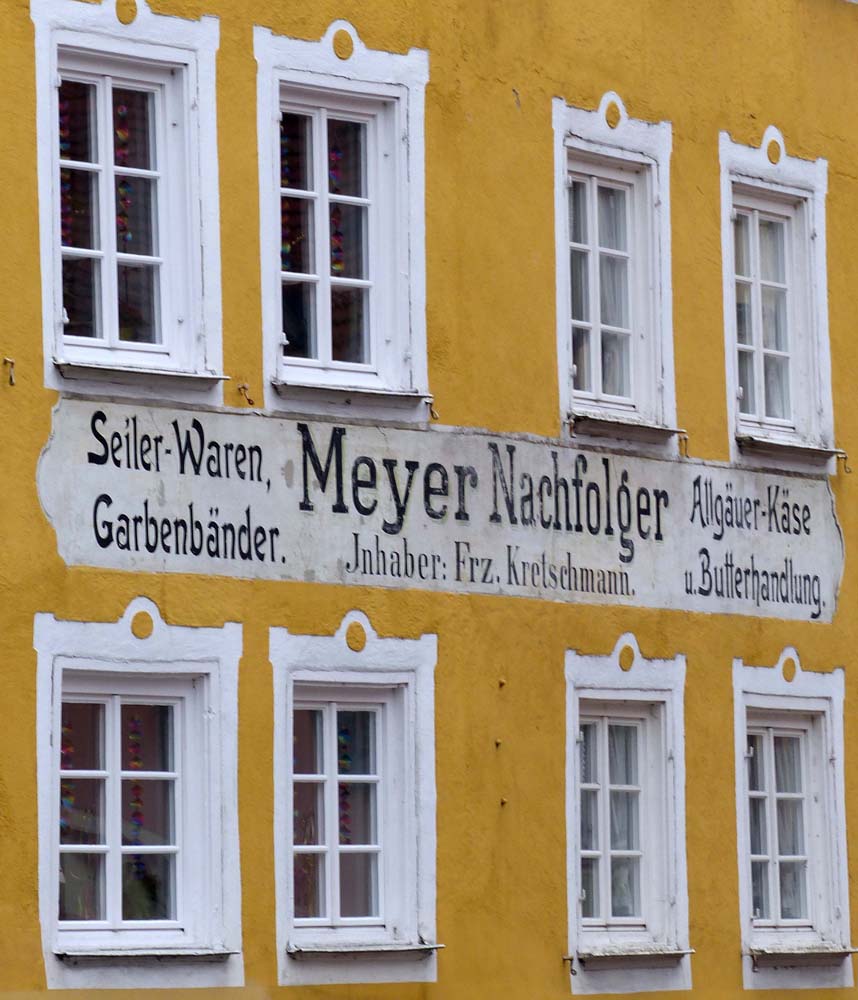 Seiler-Waren,
Garbenbänder.
Meyer Nachfolger
Jnhaber: Frz. Kretschmann.
Allgäuer-Käse
u. Butterhandlung.